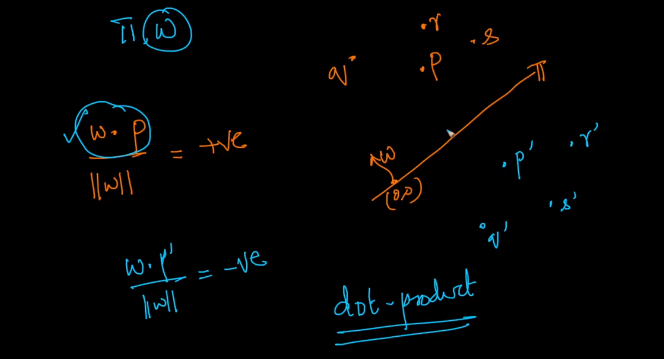 π w
.r
.s
q.
.p
π
w·p / ||w|| = +ve
w
(0,0)
.p'
.r'
.s'
.q'
w·p' / ||w|| = -ve
dot-product